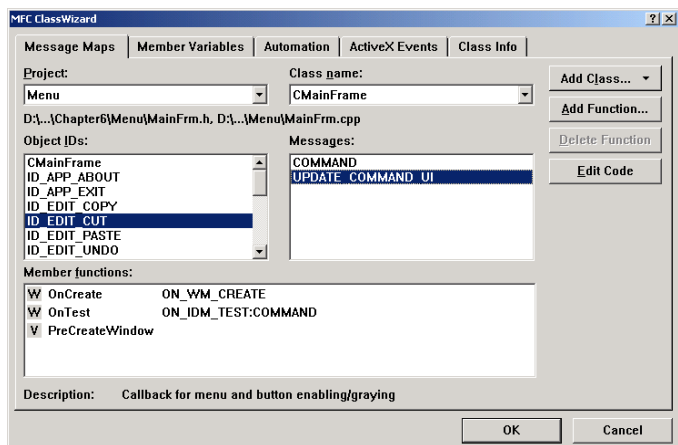 MFC ClassWizard
Message Maps Member Variables Automation ActiveX Events Class Info
Project: Class name:
Menu CMainFrame
Add Class...
D:\...\Chapter6\Menu\MainFrm.h, D:\...\Menu\MainFrm.cpp
Add Function...
Object IDs: Messages:
Delete Function
CMainFrame COMMAND
ID_APP_ABOUT UPDATE_COMMAND_UI
Edit Code
ID_APP_EXIT
ID_EDIT_COPY
ID_EDIT_CUT
ID_EDIT_PASTE
ID_EDIT_UNDO
Member functions:
W OnCreate ON_WM_CREATE
W OnTest ON_IDM_TEST:COMMAND
V PreCreateWindow
Description: Callback for menu and button enabling/graying
OK Cancel